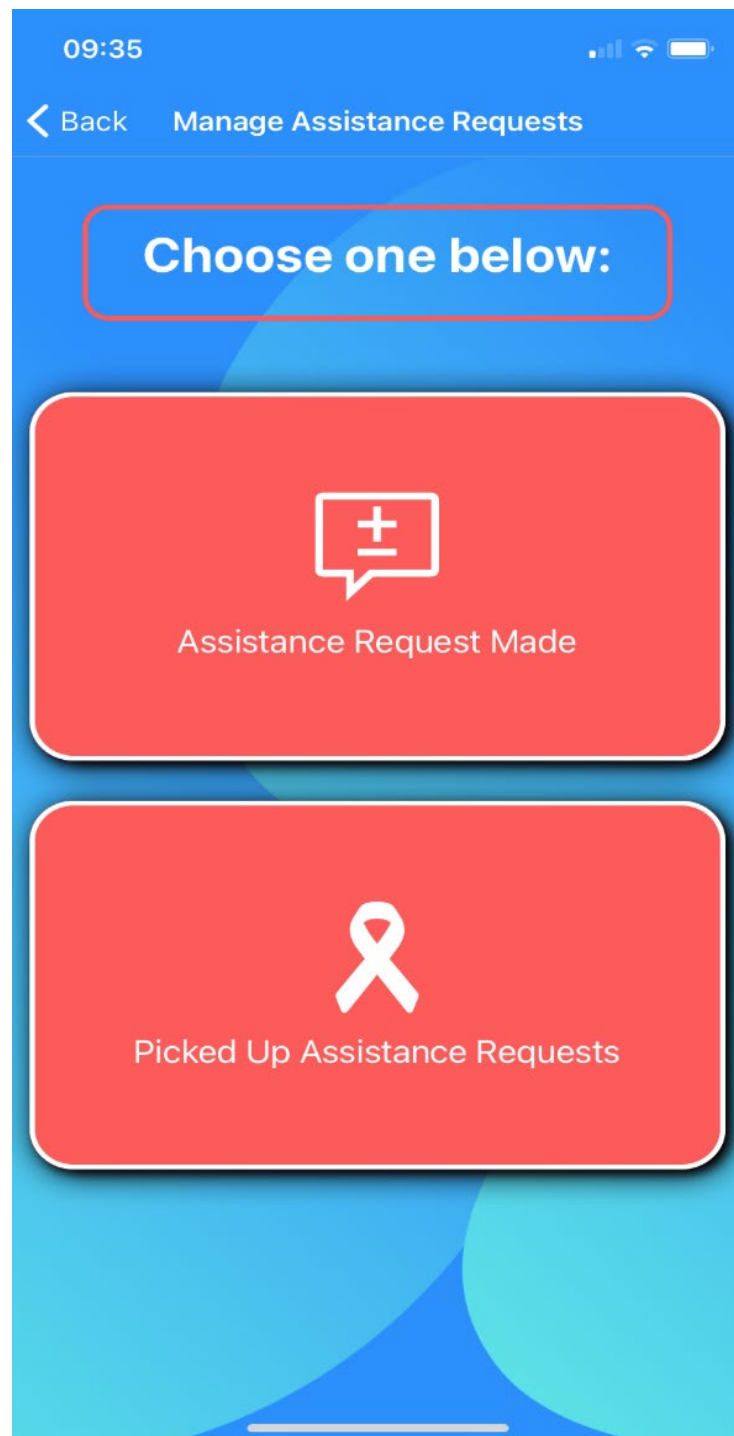 09:35
Back Manage Assistance Requests
Choose one below:
Assistance Request Made
Picked Up Assistance Requests